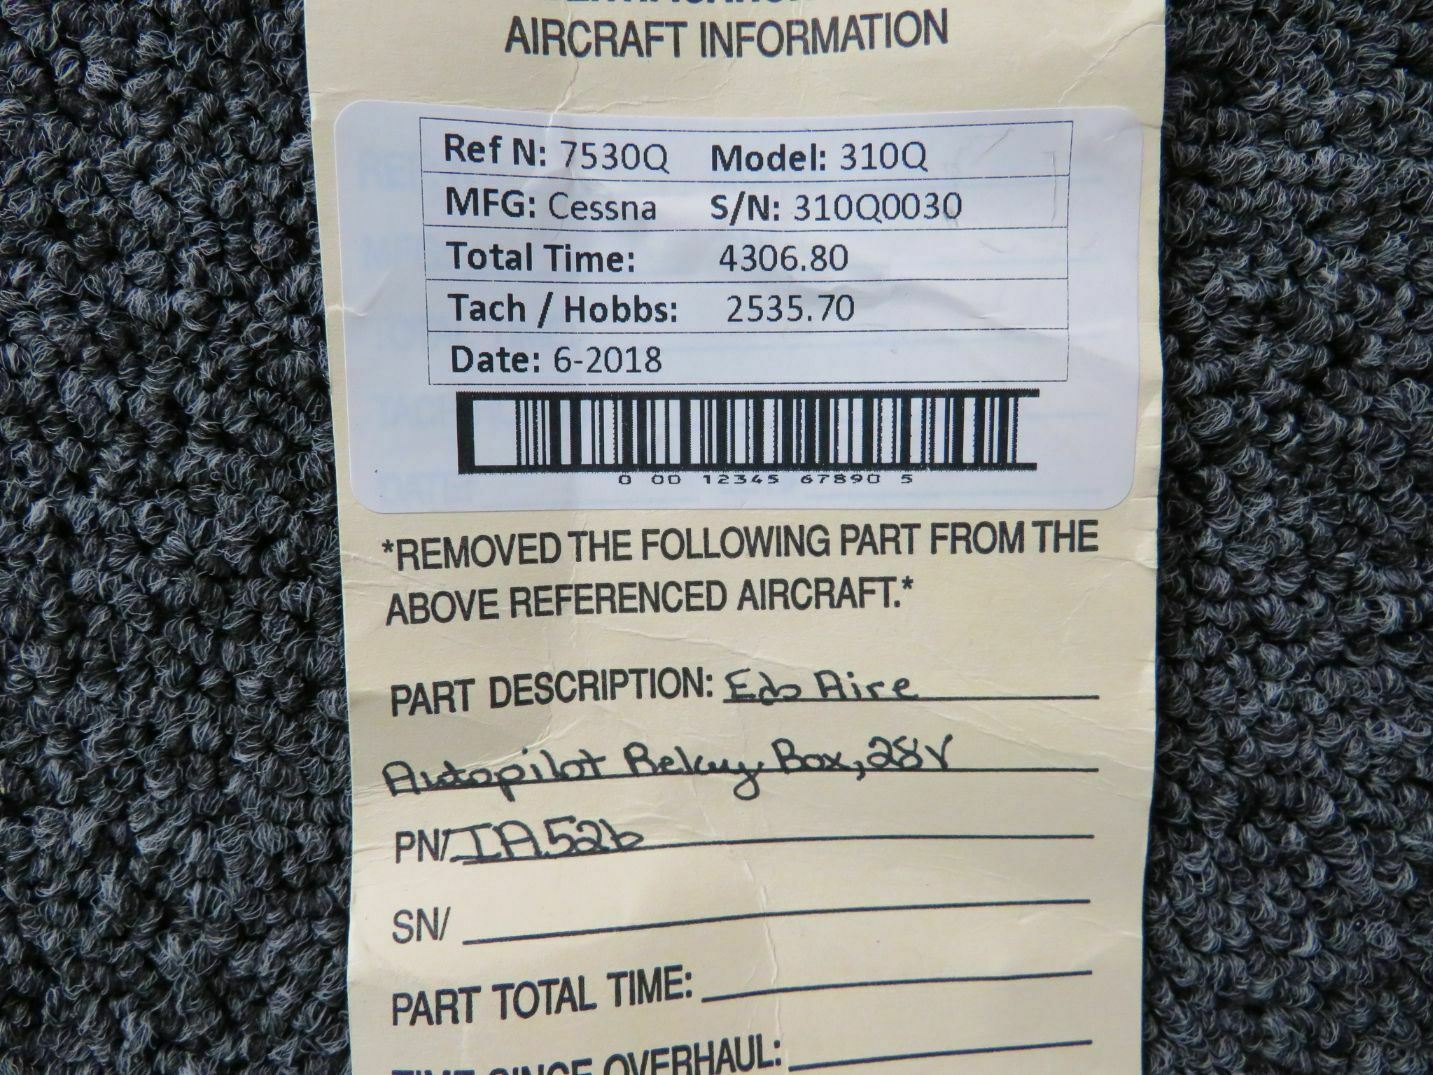 AIRCRAFT INFORMATION
Ref N: 7530Q Model: 310Q
MFG: Cessna S/N: 310Q0030
Total Time: 4306.80
Tach / Hobbs: 2535.70
Date: 6-2018
0 00 12345 67890 5
*REMOVED THE FOLLOWING PART FROM THE
ABOVE REFERENCED AIRCRAFT.*
PART DESCRIPTION: Edo Aire
Autopilot Relay Box, 28V
PN/ IA526
SN/
PART TOTAL TIME:
TIME SINCE OVERHAUL: